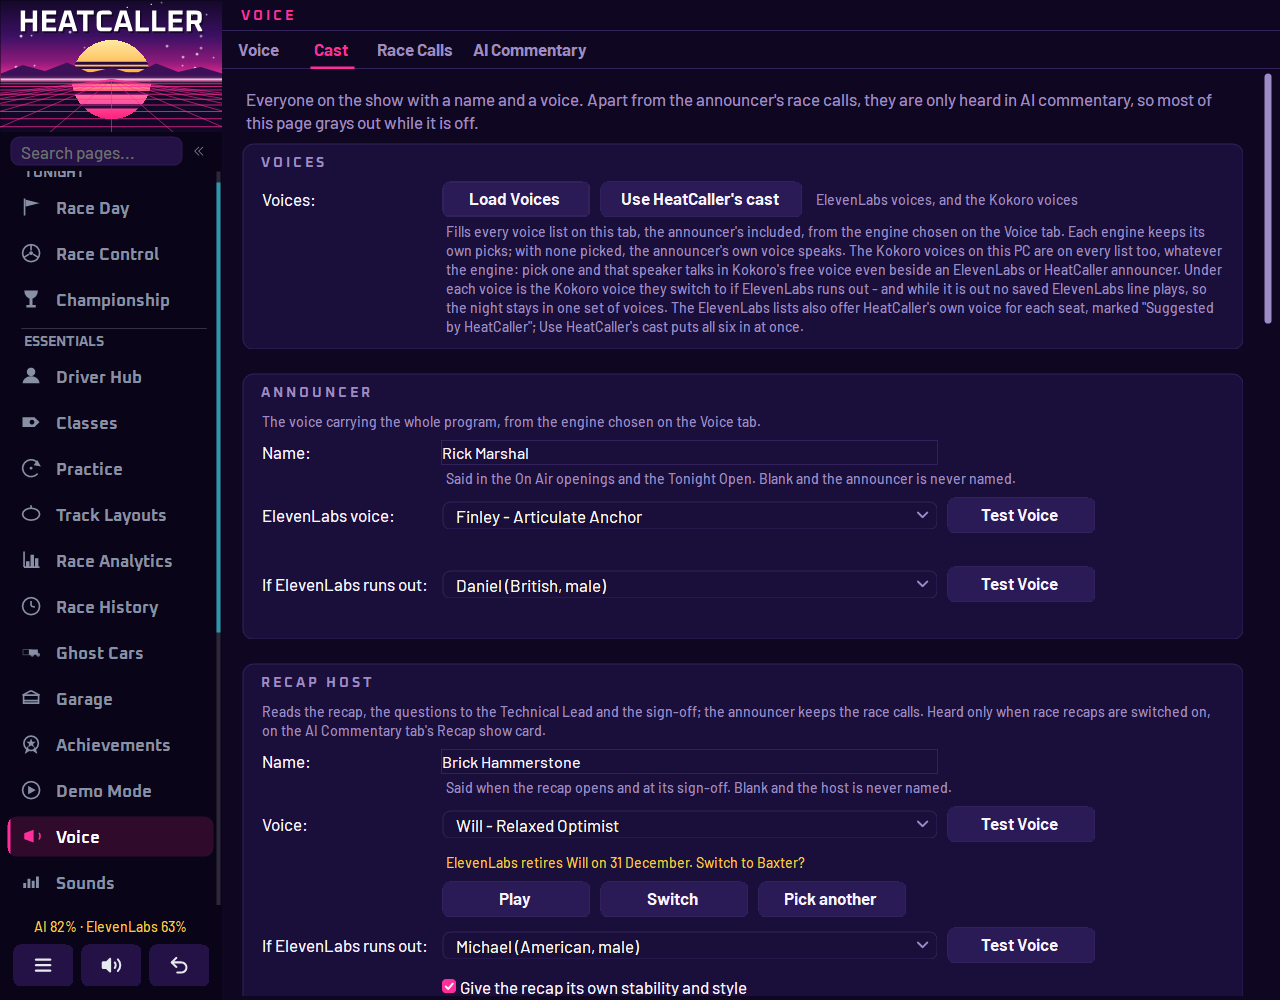 HEATCALLER
Search pages...
«
TONIGHT
Race Day
Race Control
Championship
ESSENTIALS
Driver Hub
Classes
Practice
Track Layouts
Race Analytics
Race History
Ghost Cars
Garage
Achievements
Demo Mode
Voice
Sounds
AI 82% · ElevenLabs 63%
VOICE
Voice
Cast
Race Calls
AI Commentary
Everyone on the show with a name and a voice. Apart from the announcer's race calls, they are only heard in AI commentary, so most of
this page grays out while it is off.
VOICES
Voices:
Load Voices
Use HeatCaller's cast
ElevenLabs voices, and the Kokoro voices
Fills every voice list on this tab, the announcer's included, from the engine chosen on the Voice tab. Each engine keeps its
own picks; with none picked, the announcer's own voice speaks. The Kokoro voices on this PC are on every list too, whatever
the engine: pick one and that speaker talks in Kokoro's free voice even beside an ElevenLabs or HeatCaller announcer. Under
each voice is the Kokoro voice they switch to if ElevenLabs runs out - and while it is out no saved ElevenLabs line plays, so
the night stays in one set of voices. The ElevenLabs lists also offer HeatCaller's own voice for each seat, marked "Suggested
by HeatCaller"; Use HeatCaller's cast puts all six in at once.
ANNOUNCER
The voice carrying the whole program, from the engine chosen on the Voice tab.
Name:
Rick Marshal
Said in the On Air openings and the Tonight Open. Blank and the announcer is never named.
ElevenLabs voice:
Finley - Articulate Anchor
Test Voice
If ElevenLabs runs out:
Daniel (British, male)
Test Voice
RECAP HOST
Reads the recap, the questions to the Technical Lead and the sign-off; the announcer keeps the race calls. Heard only when race recaps are switched on,
on the AI Commentary tab's Recap show card.
Name:
Brick Hammerstone
Said when the recap opens and at its sign-off. Blank and the host is never named.
Voice:
Will - Relaxed Optimist
Test Voice
ElevenLabs retires Will on 31 December. Switch to Baxter?
Play
Switch
Pick another
If ElevenLabs runs out:
Michael (American, male)
Test Voice
Give the recap its own stability and style